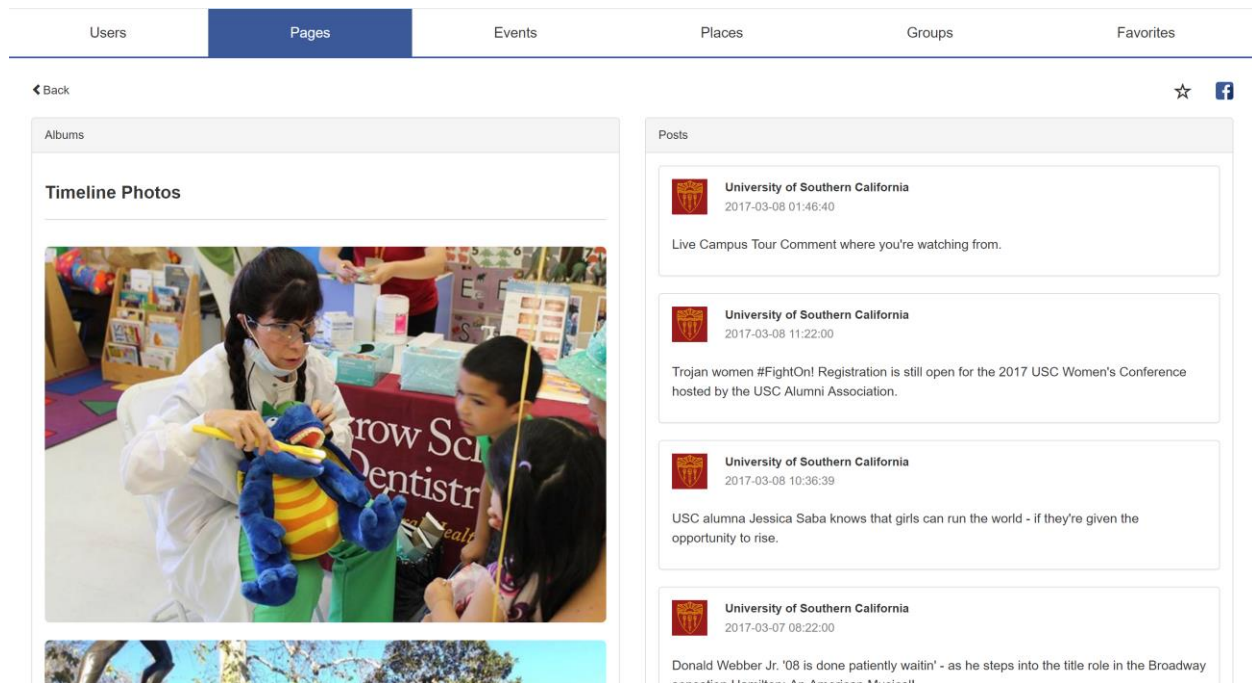 Users
Pages
Events
Places
Groups
Favorites
Back
Albums
Timeline Photos
row Sc
Dentistr
Posts
University of Southern California
2017-03-08 01:46:40
Live Campus Tour Comment where you're watching from.
University of Southern California
2017-03-08 11:22:00
Trojan women #FightOn! Registration is still open for the 2017 USC Women's Conference
hosted by the USC Alumni Association.
University of Southern California
2017-03-08 10:36:39
USC alumna Jessica Saba knows that girls can run the world - if they're given the
opportunity to rise.
University of Southern California
2017-03-07 08:22:00
Donald Webber Jr. '08 is done patiently waitin' - as he steps into the title role in the Broadway